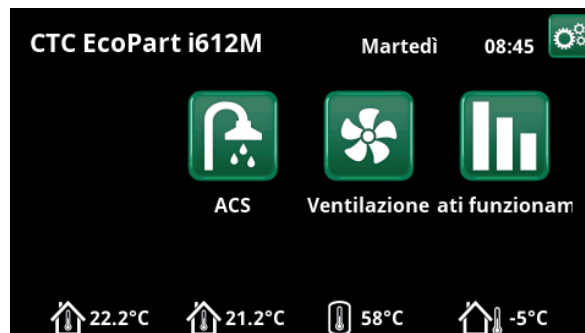 CTC EcoPart i612M Martedì 08:45
ACS Ventilazione ati funzionam
22.2°C 21.2°C 58°C -5°C